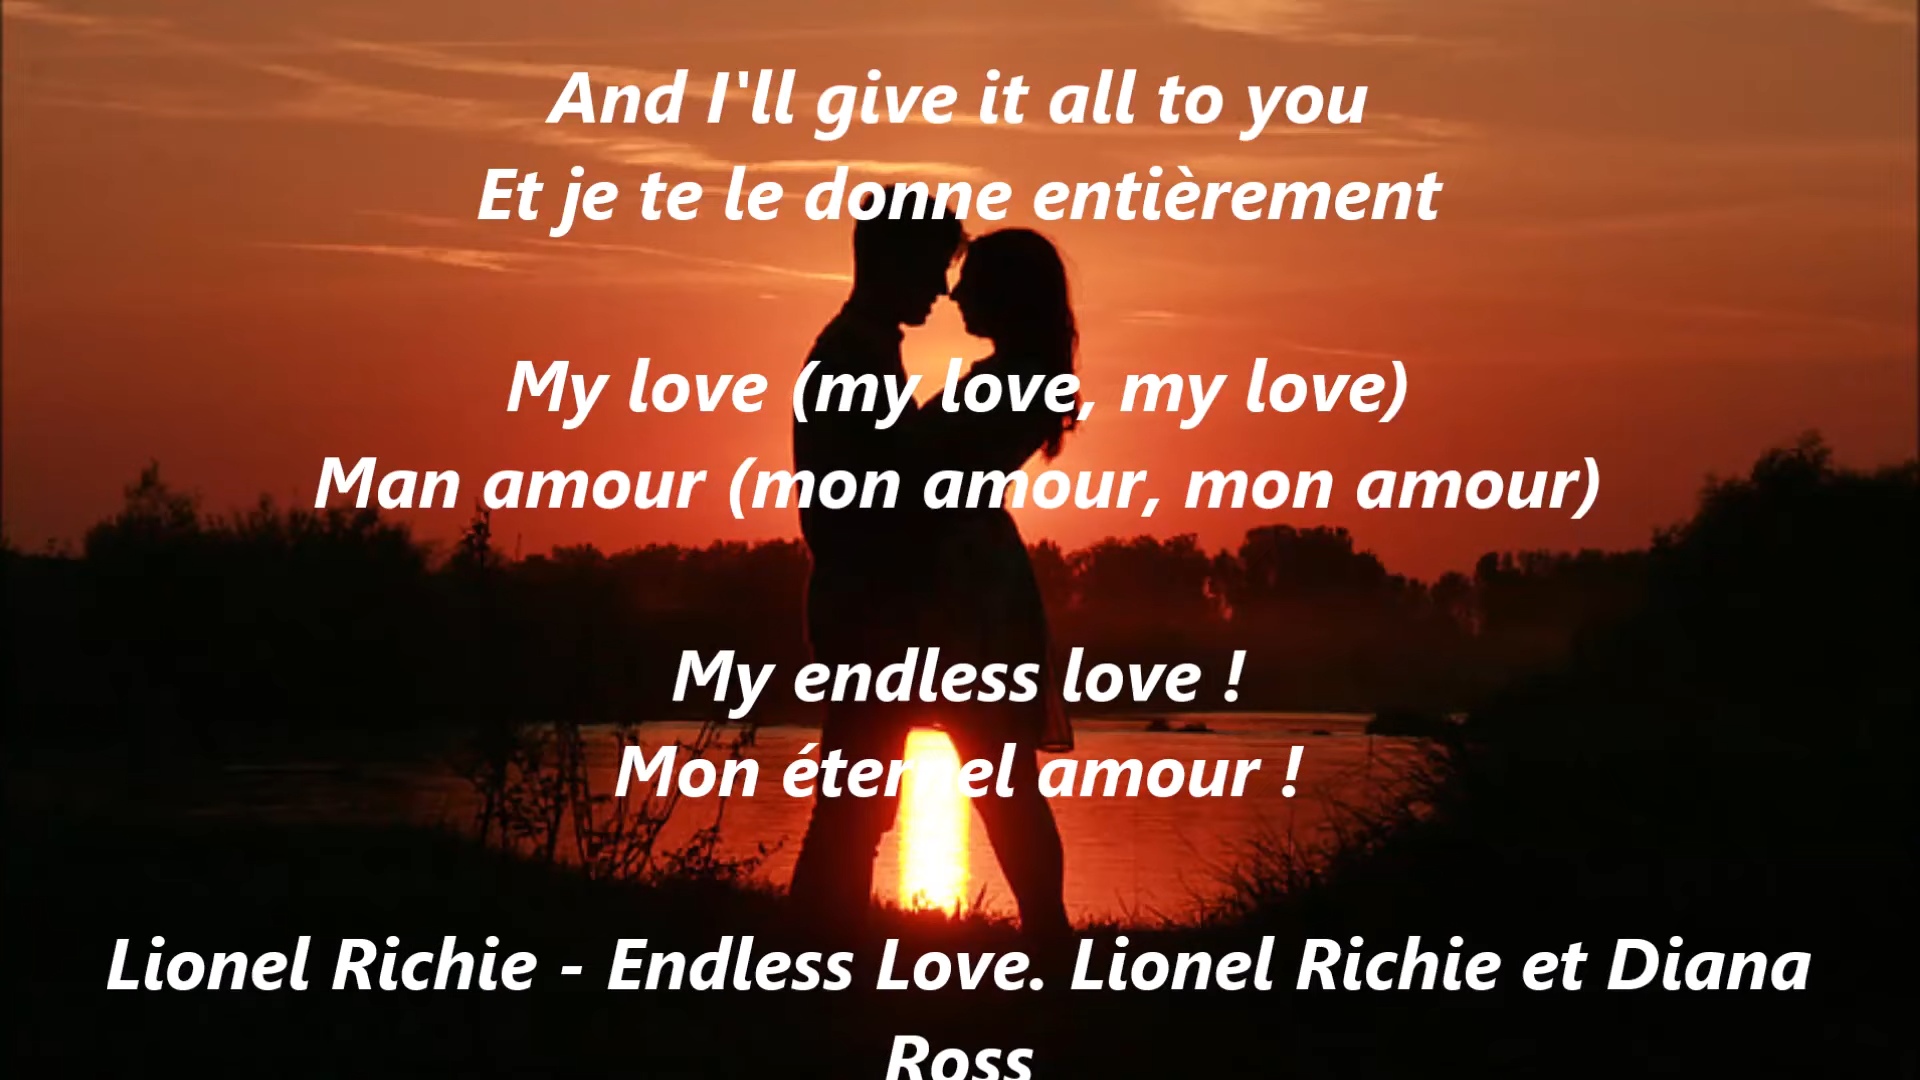 And I'll give it all to you
Et je te le donne entièrement
My love (my love, my love)
Man amour (mon amour, mon amour)
My endless love !
Mon éternel amour !
Lionel Richie - Endless Love. Lionel Richie et Diana
Ross